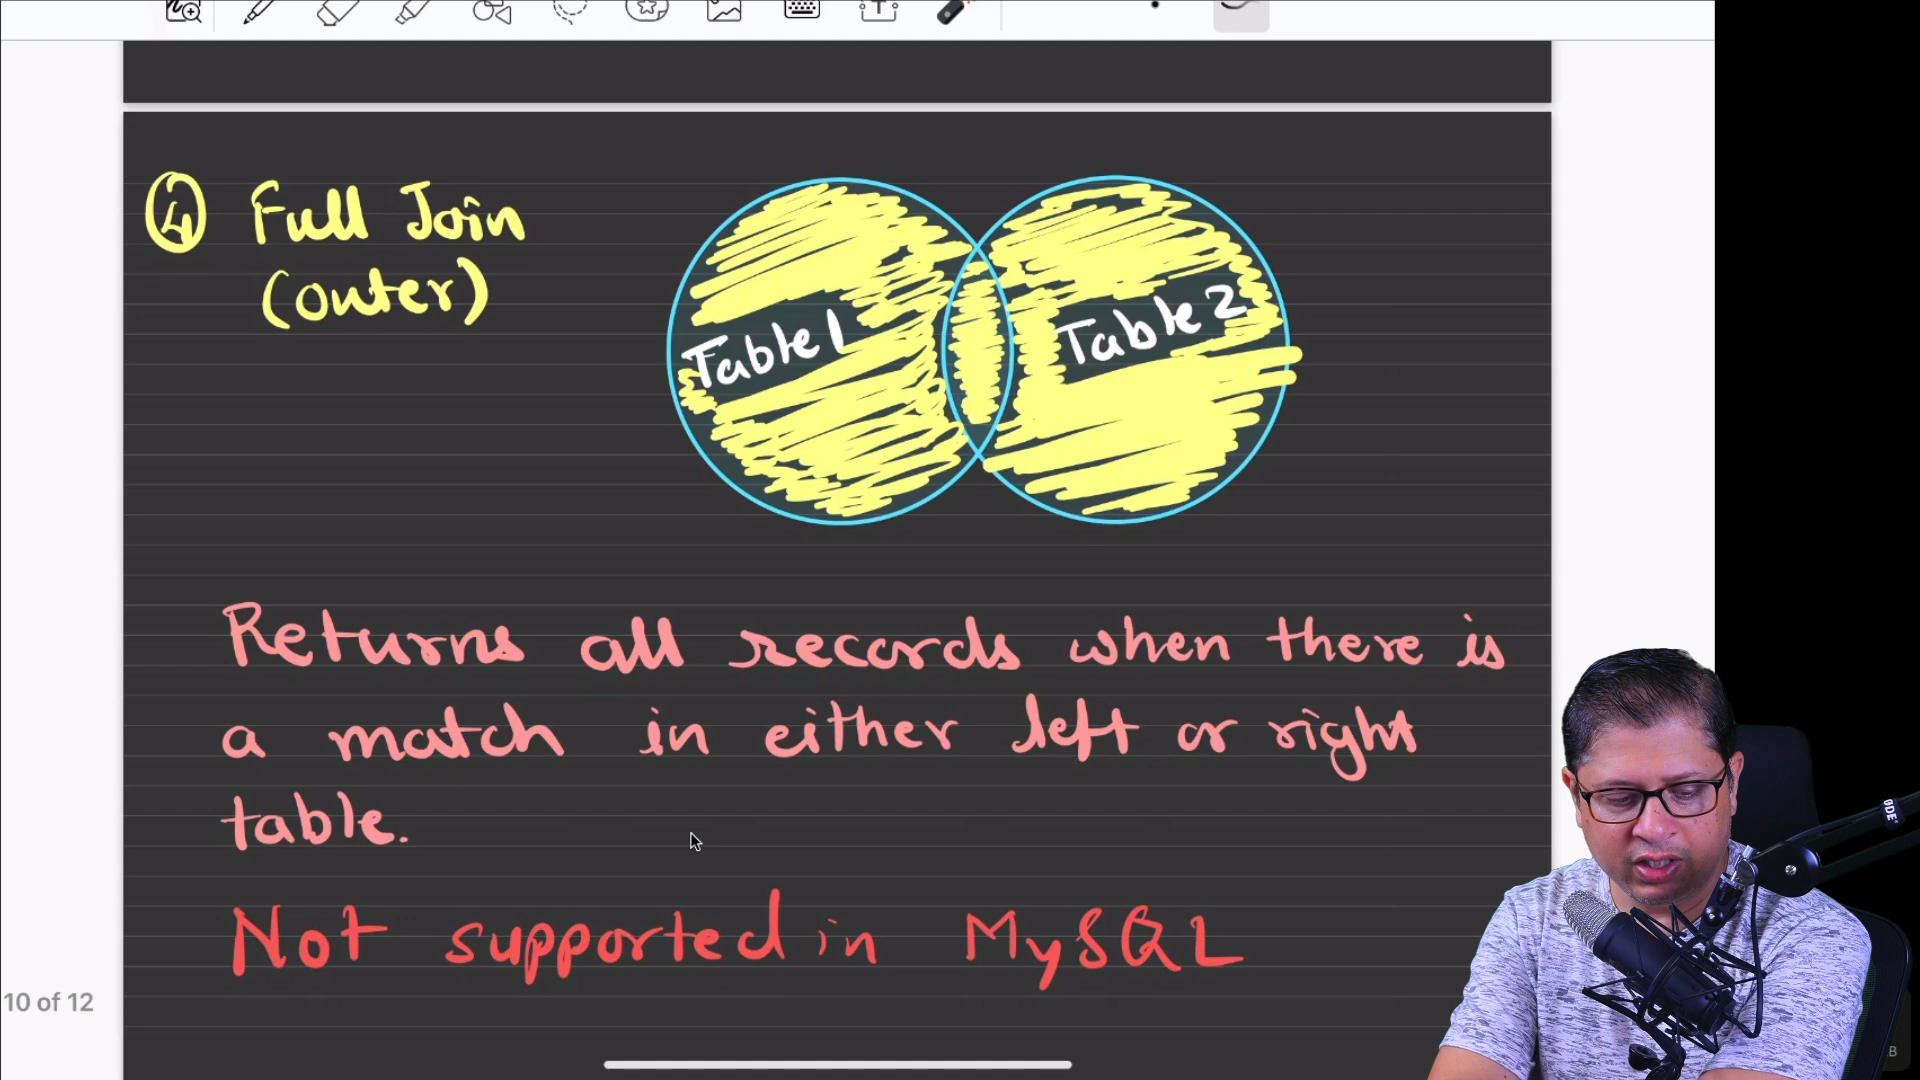 ④ Full Join
(outer)
Table 1
Table 2
Returns all records when there is
a match in either left or right
table.
Not supported in MySQL
10 of 12
T